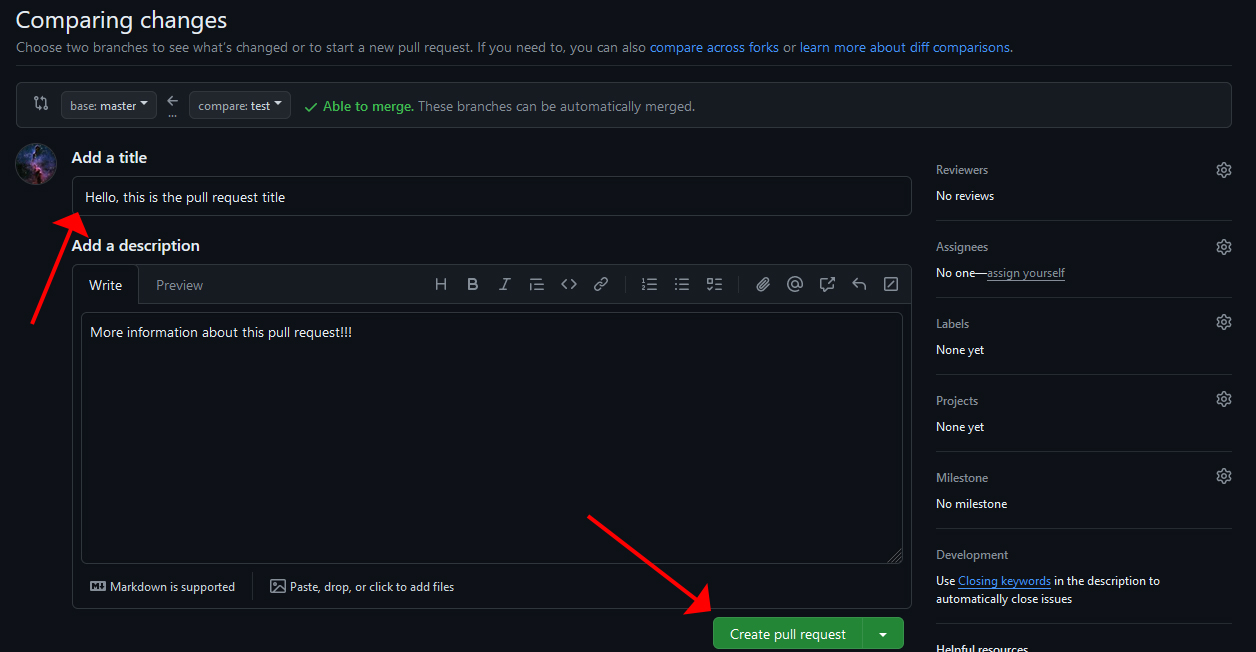 Comparing changes
Choose two branches to see what's changed or to start a new pull request. If you need to, you can also compare across forks or learn more about diff comparisons.
base: master
compare: test
Able to merge. These branches can be automatically merged.
Add a title
Hello, this is the pull request title
Add a description
Write Preview
More information about this pull request!!!
Markdown is supported
Paste, drop, or click to add files
Create pull request
Reviewers
No reviews
Assignees
No one—assign yourself
Labels
None yet
Projects
None yet
Milestone
No milestone
Development
Use Closing keywords in the description to
automatically close issues
Helpful resources